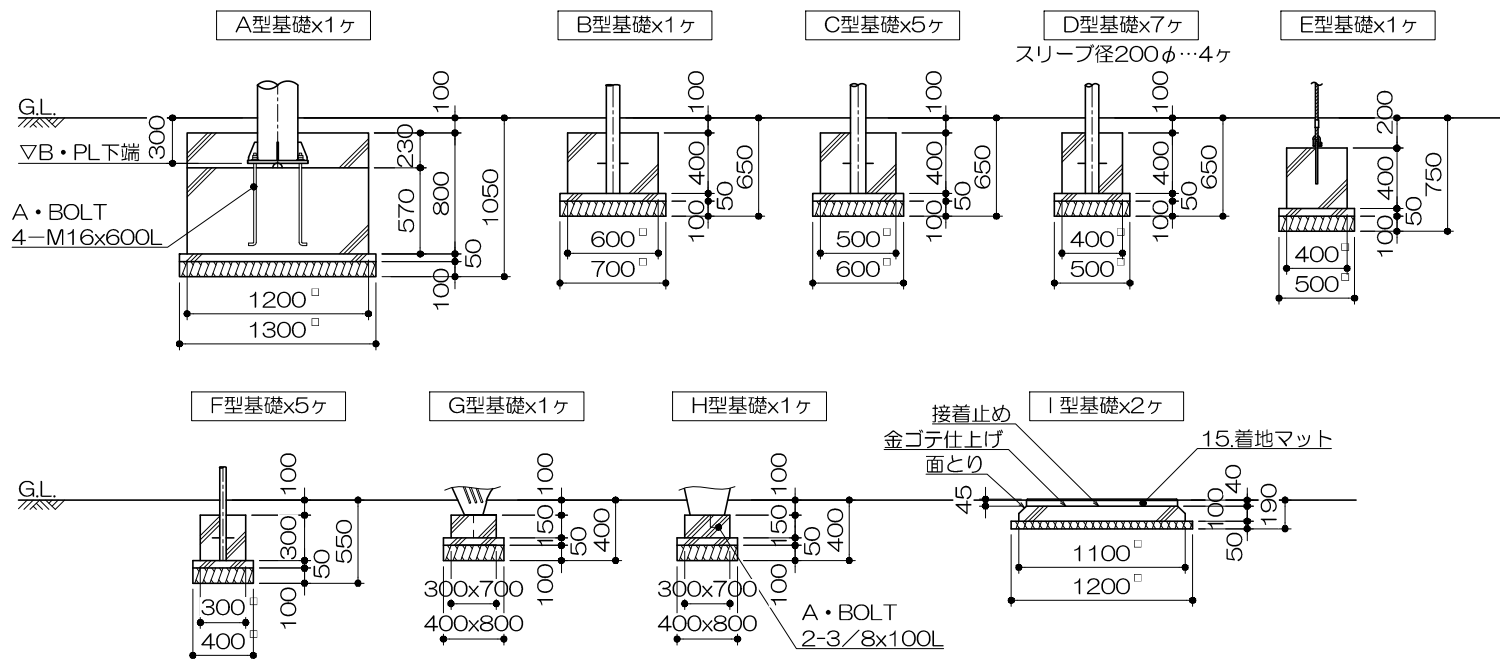 A型基礎x1ヶ
B型基礎x1ヶ
C型基礎x5ヶ
D型基礎x7ヶ
スリーブ径200φ…4ヶ
E型基礎x1ヶ
G.L.
300
▽B・PL下端
A・BOLT
4-M16x600L
100
230
570
800
1050
50
100
1200□
1300□
100
400
50
650
100
600□
700□
100
400
50
650
100
500□
600□
100
400
50
650
100
400□
500□
200
400
50
750
100
400□
500□
F型基礎x5ヶ
G型基礎x1ヶ
H型基礎x1ヶ
I型基礎x2ヶ
G.L.
100
300
50
550
100
300□
400□
100
150
50
400
100
300x700
400x800
100
150
50
400
100
300x700
400x800
A・BOLT
2-3/8x100L
接着止め
金ゴテ仕上げ
面とり
15.着地マット
45
40
100
190
50
1100□
1200□